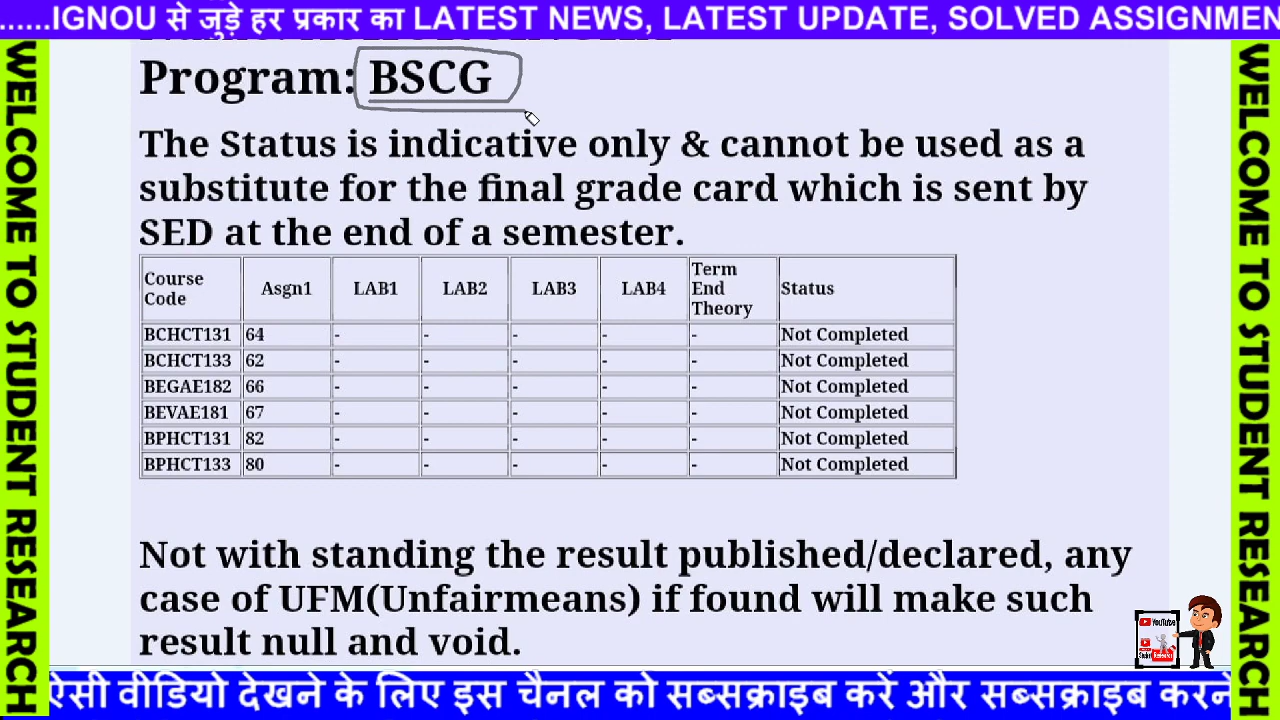 ......IGNOU से जुड़े हर प्रकार का LATEST NEWS, LATEST UPDATE, SOLVED ASSIGNMEN
WELCOME TO STUDENT RESEARCH
Program: BSCG
The Status is indicative only & cannot be used as a
substitute for the final grade card which is sent by
SED at the end of a semester.
Course Code Asgn1 LAB1 LAB2 LAB3 LAB4 Term End Theory Status
BCHCT131 64 - - - - - Not Completed
BCHCT133 62 - - - - - Not Completed
BEGAE182 66 - - - - - Not Completed
BEVAE181 67 - - - - - Not Completed
BPHCT131 82 - - - - - Not Completed
BPHCT133 80 - - - - - Not Completed
Not with standing the result published/declared, any
case of UFM(Unfairmeans) if found will make such
result null and void.
YouTube
WELCOME TO STUDENT RESEARCH
ऐसी वीडियो देखने के लिए इस चैनल को सब्सक्राइब करें और सब्सक्राइब करने